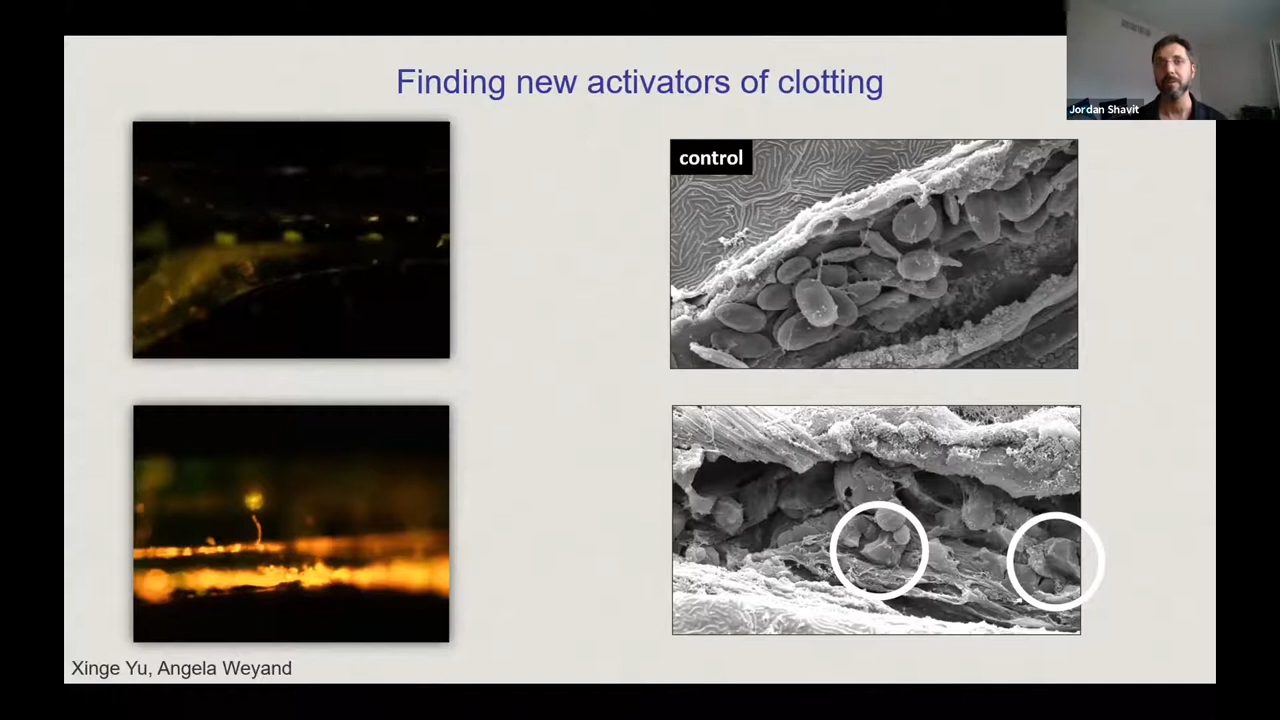 Finding new activators of clotting
Jordan Shavit
control
Xinge Yu, Angela Weyand